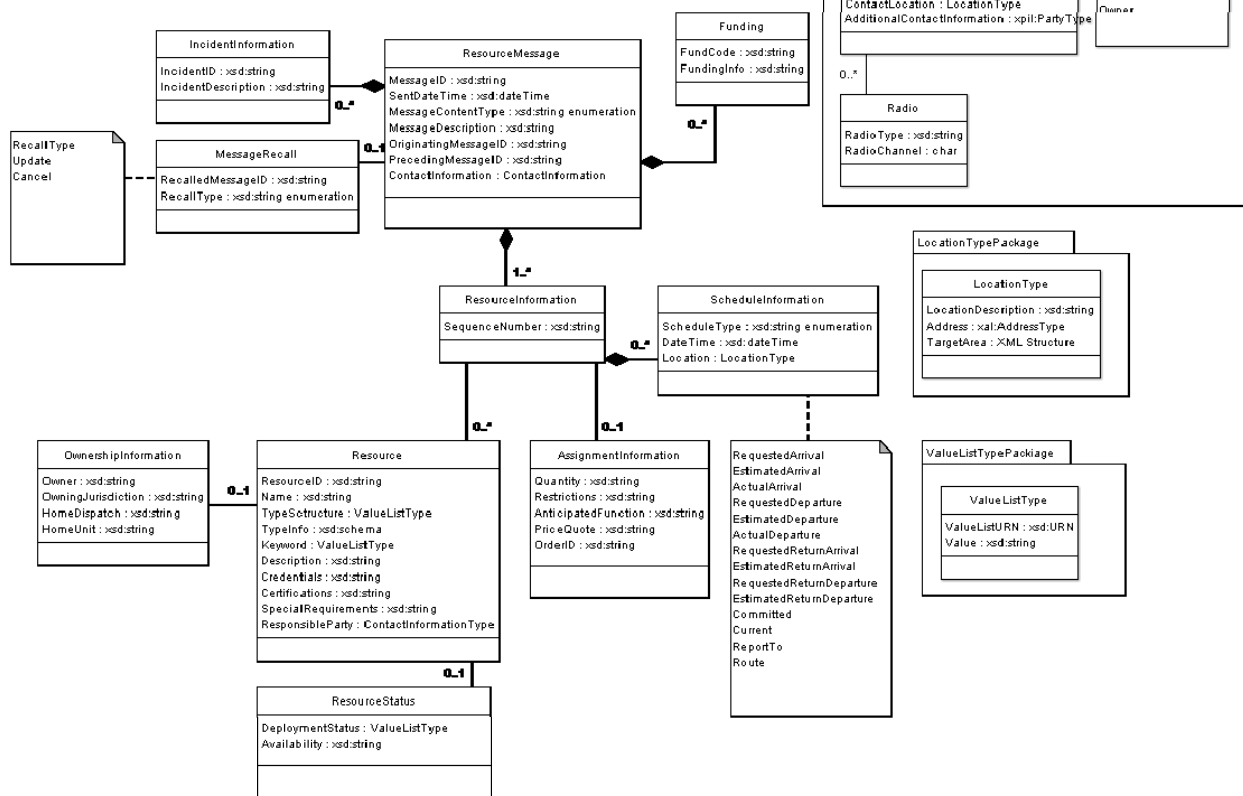 IncidentInformation
IncidentID : xsd:string
IncidentDescription : xsd:string
0..*
ResourceMessage
MessageID : xsd:string
SentDateTime : xsd:dateTime
MessageContentType : xsd:string enumeration
MessageDescription : xsd:string
OriginatingMessageID : xsd:string
PrecedingMessageID : xsd:string
ContactInformation : ContactInformation
Funding
FundCode : xsd:string
FundingInfo : xsd:string
0..*
ContactLocation : LocationType
AdditionalContactInformation : xpil:PartyType
Owner
0..*
Radio
RadioType : xsd:string
RadioChannel : char
RecallType
Update
Cancel
MessageRecall
RecalledMessageID : xsd:string
RecallType : xsd:string enumeration
0..1
1..*
ResourceInformation
SequenceNumber : xsd:string
ScheduleInformation
ScheduleType : xsd:string enumeration
DateTime : xsd:dateTime
Location : LocationType
0..*
LocationTypePackage
LocationType
LocationDescription : xsd:string
Address : xal:AddressType
TargetArea : XML Structure
0..*
0..1
OwnershipInformation
Owner : xsd:string
OwningJurisdiction : xsd:string
HomeDispatch : xsd:string
HomeUnit : xsd:string
0..1
Resource
ResourceID : xsd:string
Name : xsd:string
TypeSctructure : ValueListType
TypeInfo : xsd:schema
Keyword : ValueListType
Description : xsd:string
Credentials : xsd:string
Certifications : xsd:string
SpecialRequirements : xsd:string
ResponsibleParty : ContactInformationType
AssignmentInformation
Quantity : xsd:string
Restrictions : xsd:string
AnticipatedFunction : xsd:string
PriceQuote : xsd:string
OrderID : xsd:string
RequestedArrival
EstimatedArrival
ActualArrival
RequestedDeparture
EstimatedDeparture
ActualDeparture
RequestedReturnArrival
EstimatedReturnArrival
RequestedReturnDeparture
EstimatedReturnDeparture
Committed
Current
ReportTo
Route
ValueListTypePackage
ValueListType
ValueListURN : xsd:URN
Value : xsd:string
0..1
ResourceStatus
DeploymentStatus : ValueListType
Availability : xsd:string